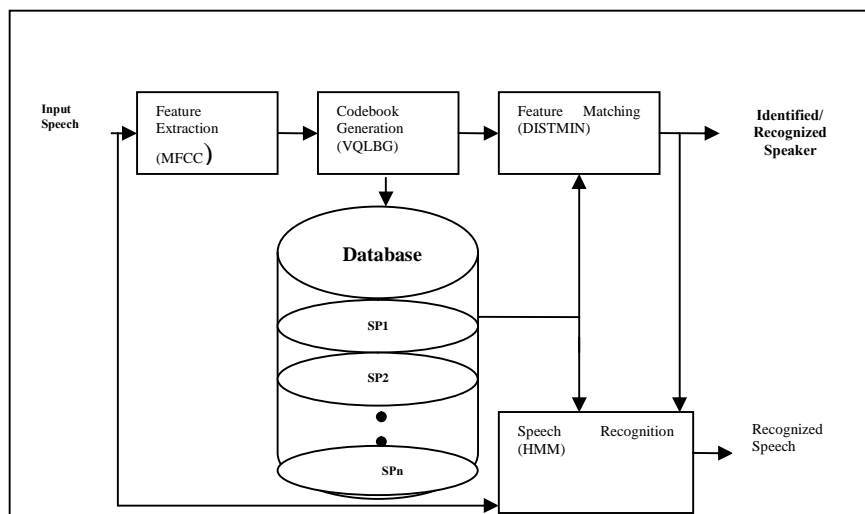 Input
Speech
Feature
Extraction
(MFCC)
Codebook
Generation
(VQLBG)
Feature Matching
(DISTMIN)
Identified/
Recognized
Speaker
Database
SP1
SP2
SPn
Speech Recognition
(HMM)
Recognized
Speech